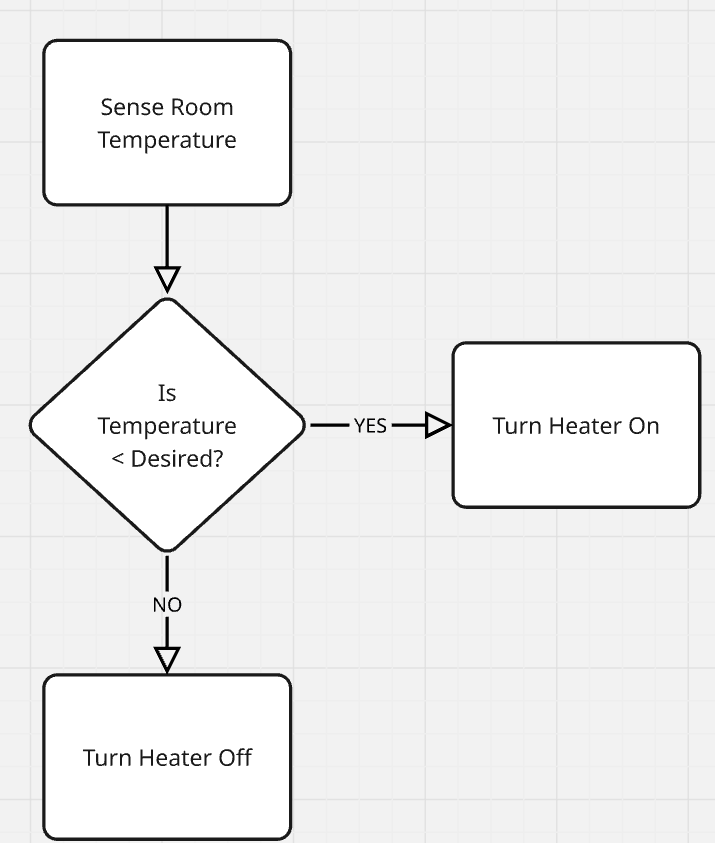 Sense Room
Temperature
Is
Temperature
< Desired?
YES
Turn Heater On
NO
Turn Heater Off